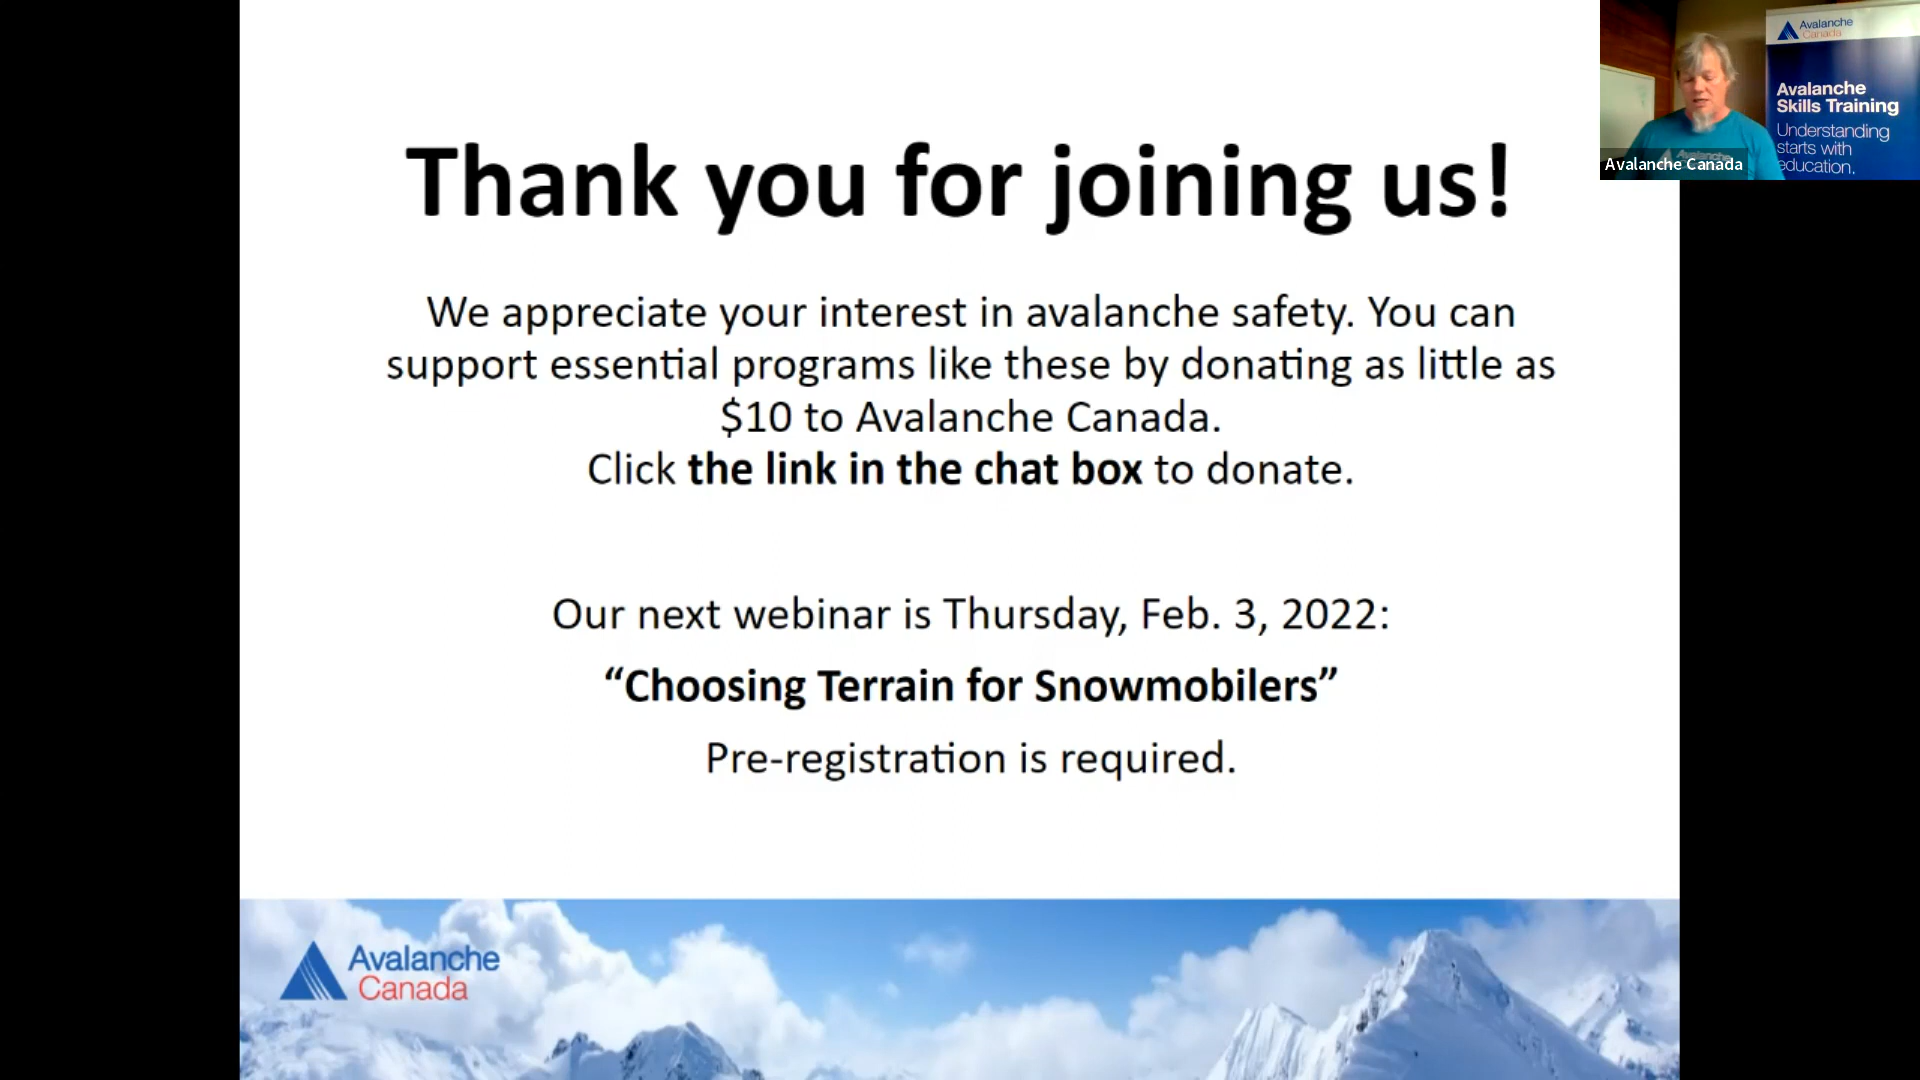 Thank you for joining us!
We appreciate your interest in avalanche safety. You can
support essential programs like these by donating as little as
$10 to Avalanche Canada.
Click the link in the chat box to donate.
Our next webinar is Thursday, Feb. 3, 2022:
“Choosing Terrain for Snowmobilers”
Pre-registration is required.
Avalanche
Canada
Avalanche
Canada
Avalanche
Skills Training
Understanding
starts with
education.
Avalanche Canada